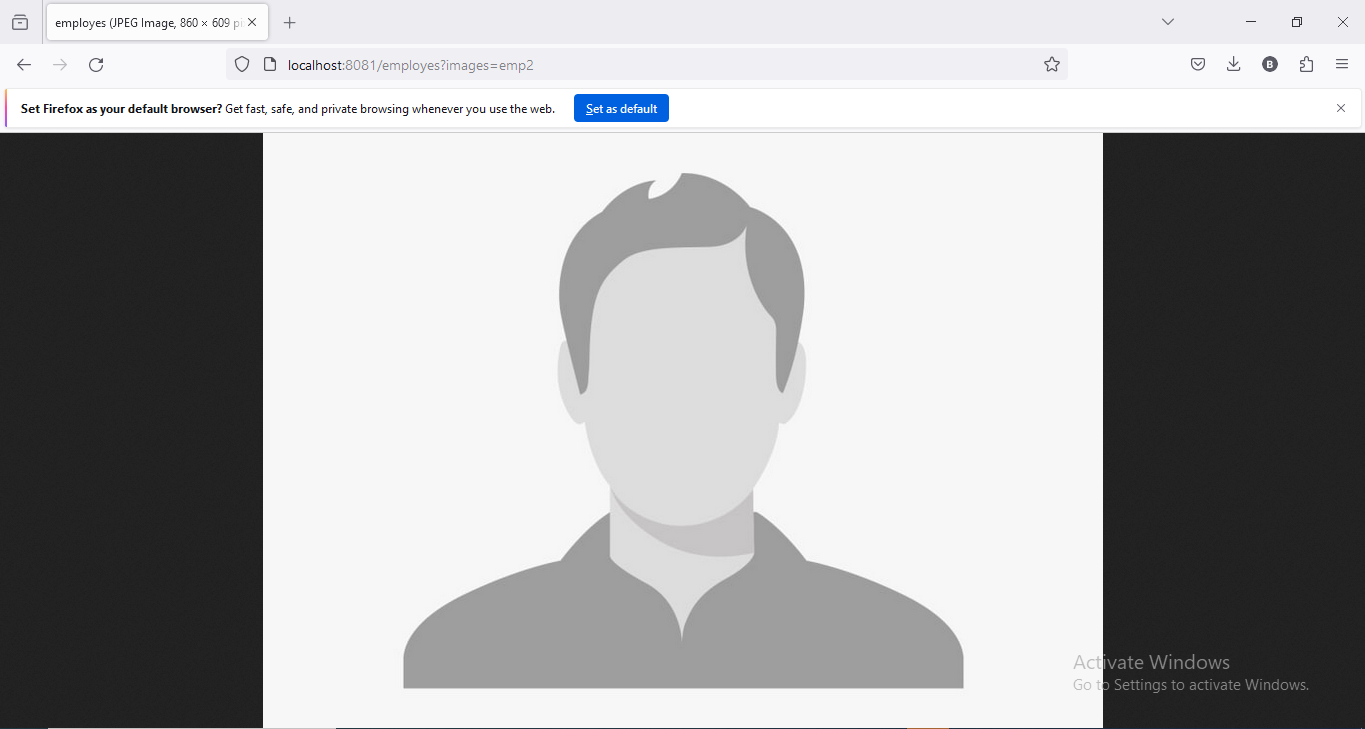 employes (JPEG Image, 860 × 609 pi
localhost:8081/employes?images=emp2
B
Set Firefox as your default browser? Get fast, safe, and private browsing whenever you use the web.
Set as default
Activate Windows
Go to Settings to activate Windows.